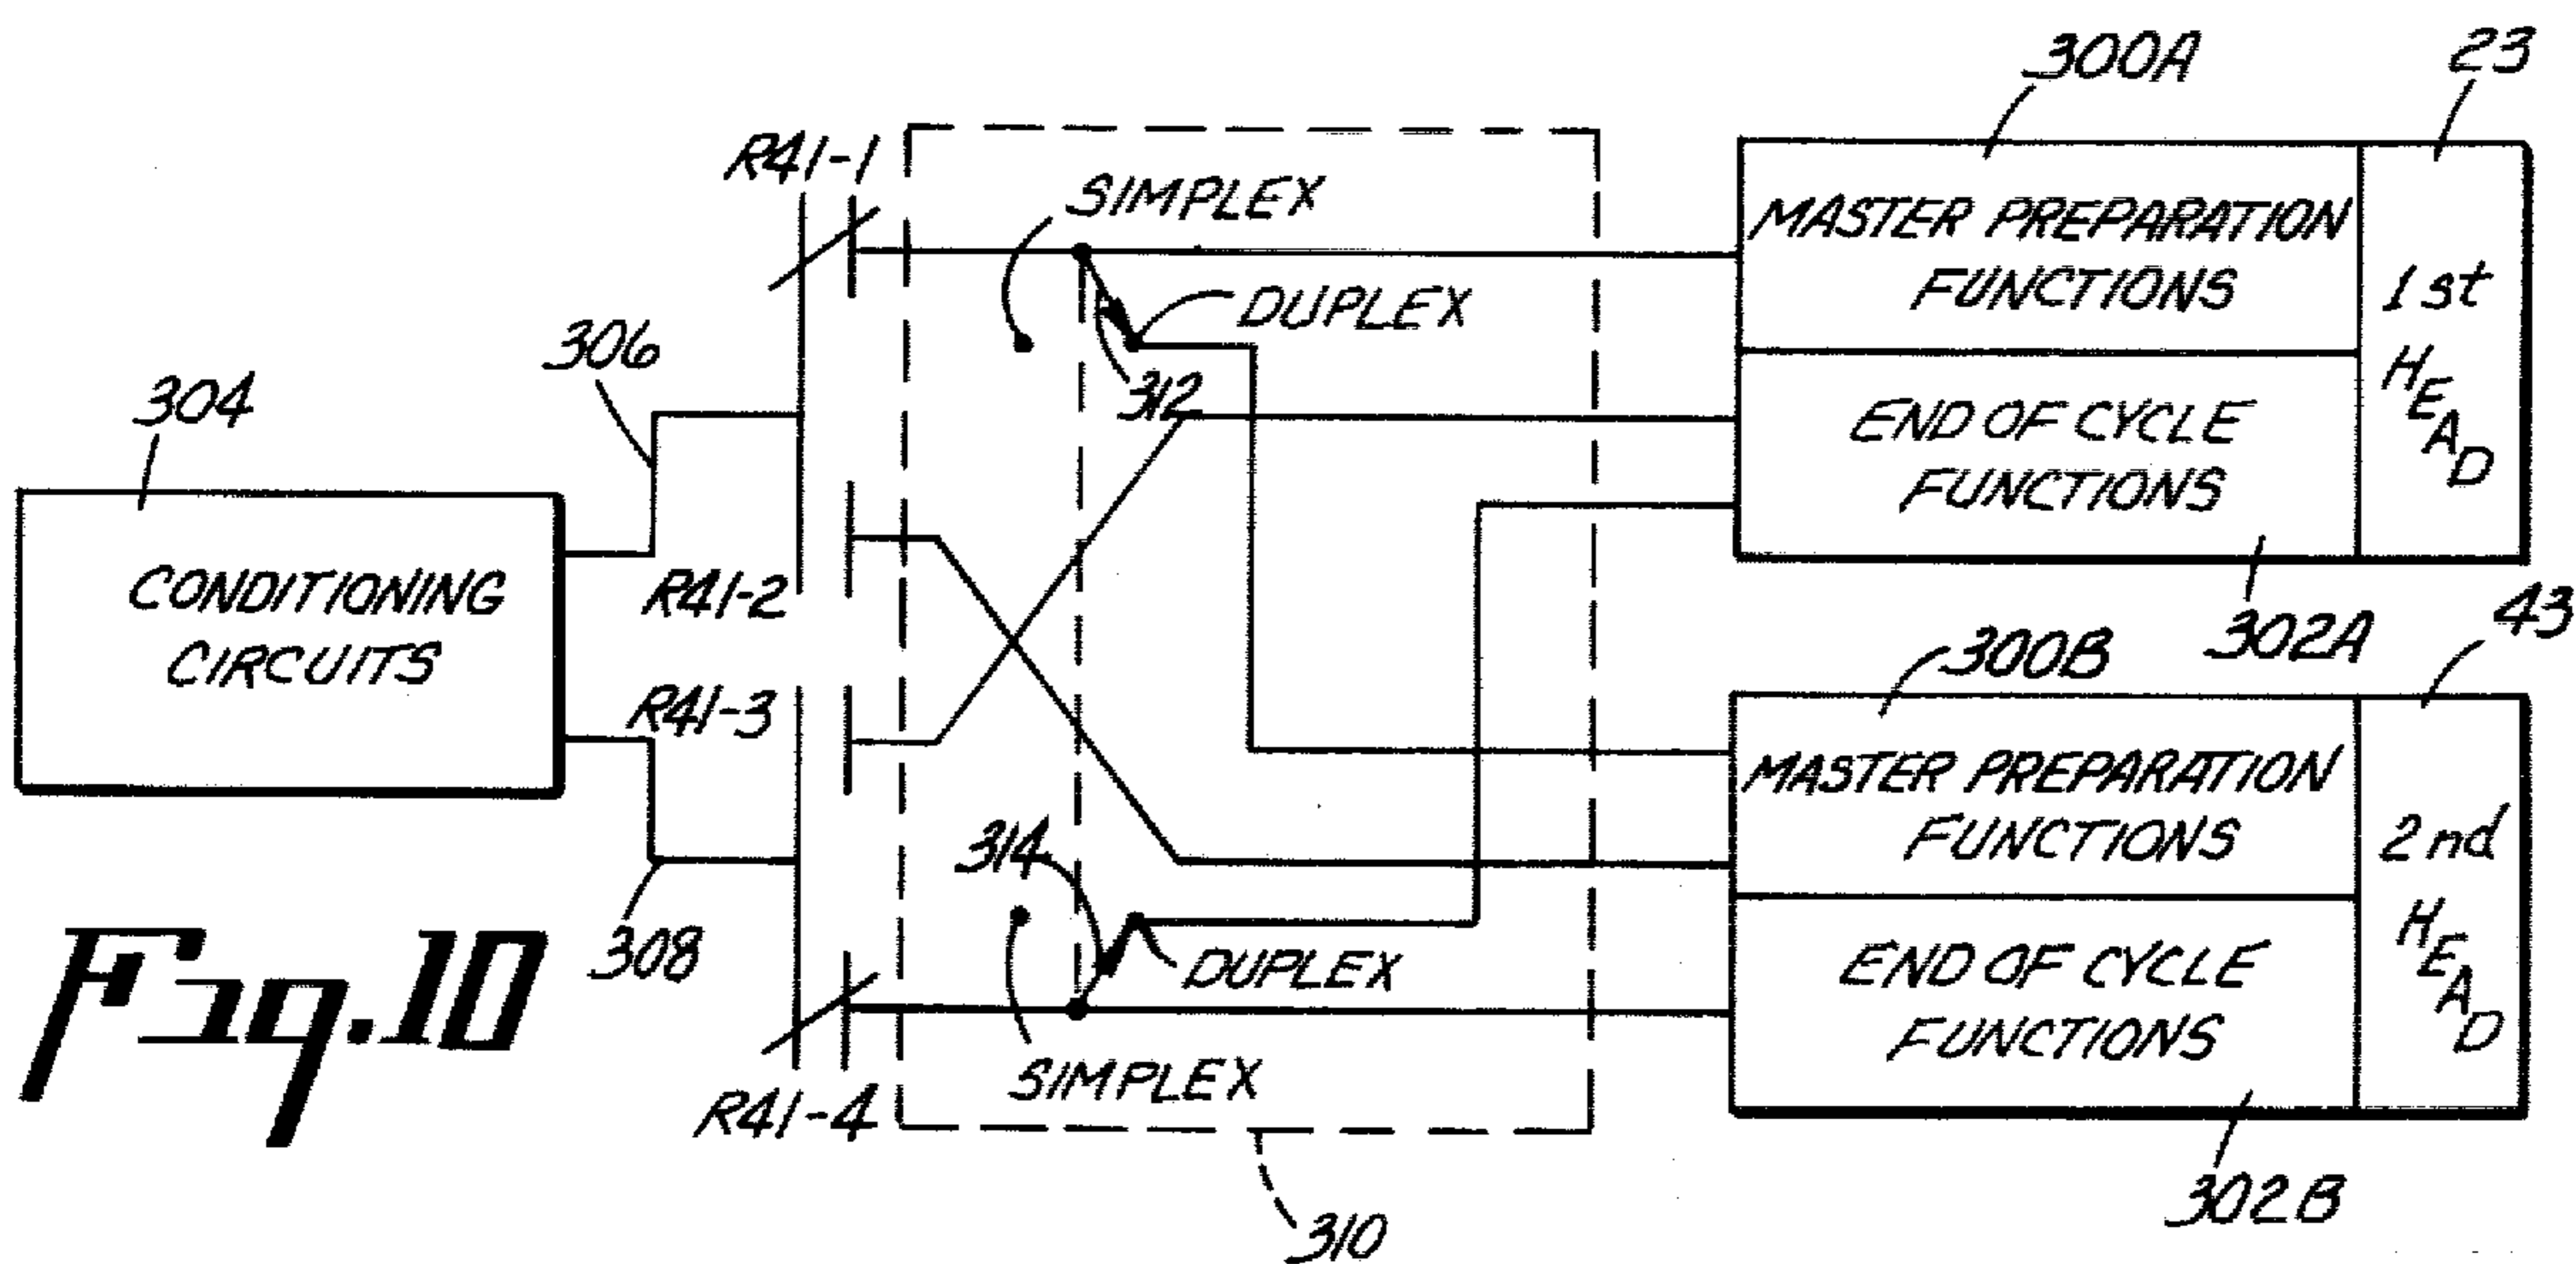 300A
23
R41-1
SIMPLEX
MASTER PREPARATION
FUNCTIONS
1st
HEAD
DUPLEX
306
312
304
END OF CYCLE
FUNCTIONS
CONDITIONING
CIRCUITS
R41-2
302A
43
300B
R41-3
MASTER PREPARATION
FUNCTIONS
2nd
HEAD
314
308
DUPLEX
END OF CYCLE
FUNCTIONS
SIMPLEX
R41-4
302B
310
Fig.10